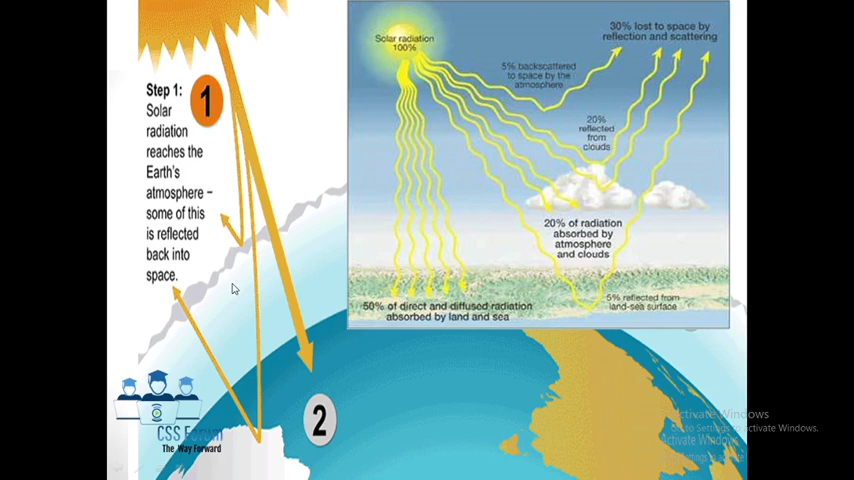 Step 1:
Solar
radiation
reaches the
Earth's
atmosphere –
some of this
is reflected
back into
space.
1
2
Solar radiation
100%
30% lost to space by
reflection and scattering
5% backscattered
to space by the
atmosphere
20%
reflected
from
clouds
20% of radiation
absorbed by
atmosphere
and clouds
5% reflected from
land-sea surface
50% of direct and diffused radiation
absorbed by land and sea
CSS Forum
The Way Forward
Activate Windows
Go to Settings to activate Windows.
Activate Windows